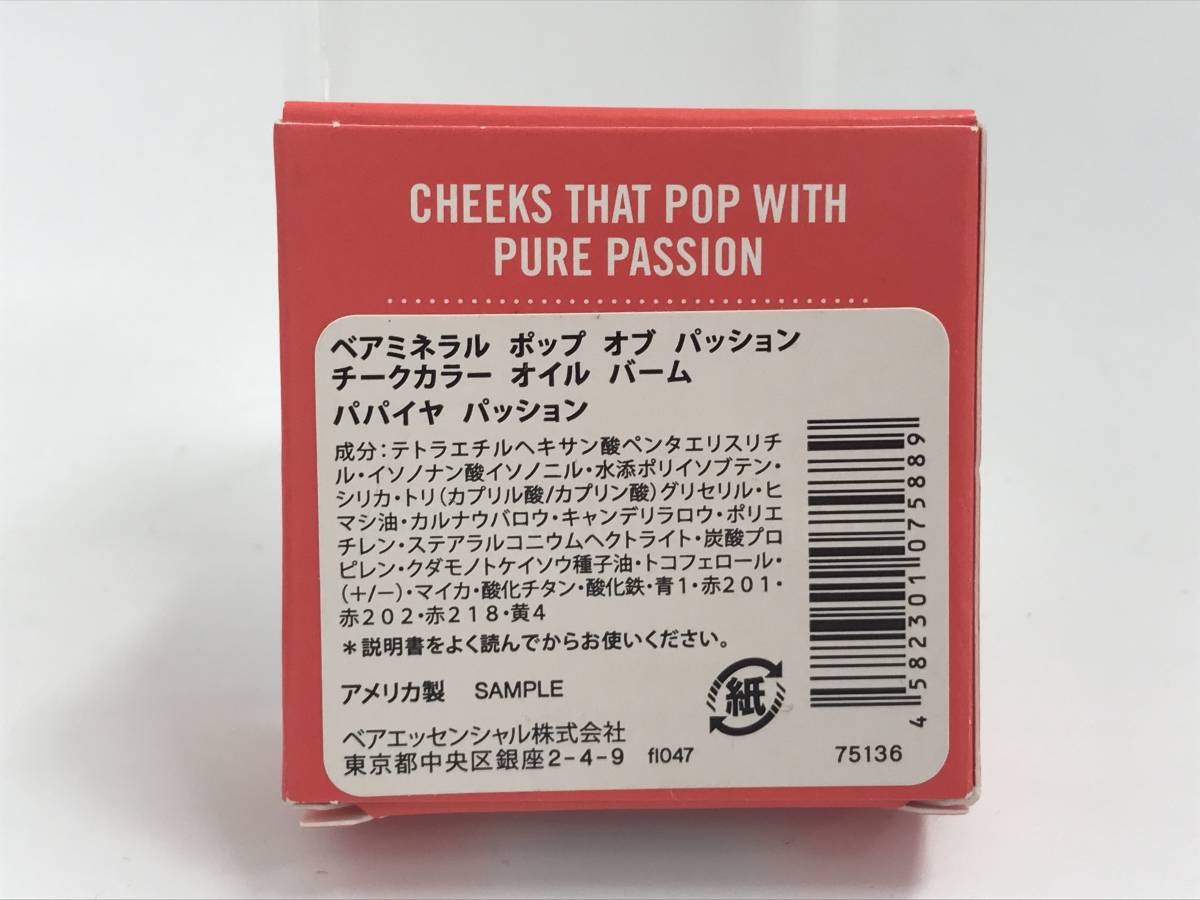 CHEEKS THAT POP WITH
PURE PASSION
ベアミネラル ポップ オブ パッション
チークカラー オイル バーム
パパイヤ パッション
成分：テトラエチルヘキサン酸ペンタエリスリチ
ル・イソノナン酸イソノニル・水添ポリイソブテン・
シリカ・トリ(カプリル酸/カプリン酸)グリセリル・ヒ
マシ油・カルナウバロウ・キャンデリラロウ・ポリエ
チレン・ステアラルコニウムヘクトライト・炭酸プロ
ピレン・クダモノトケイソウ種子油・トコフェロール・
(+/−)・マイカ・酸化チタン・酸化鉄・青1・赤201・
赤202・赤218・黄4
＊説明書をよく読んでからお使いください。
アメリカ製 SAMPLE
紙
ベアエッセンシャル株式会社
東京都中央区銀座2-4-9 fl047
75136
4 582301 075889